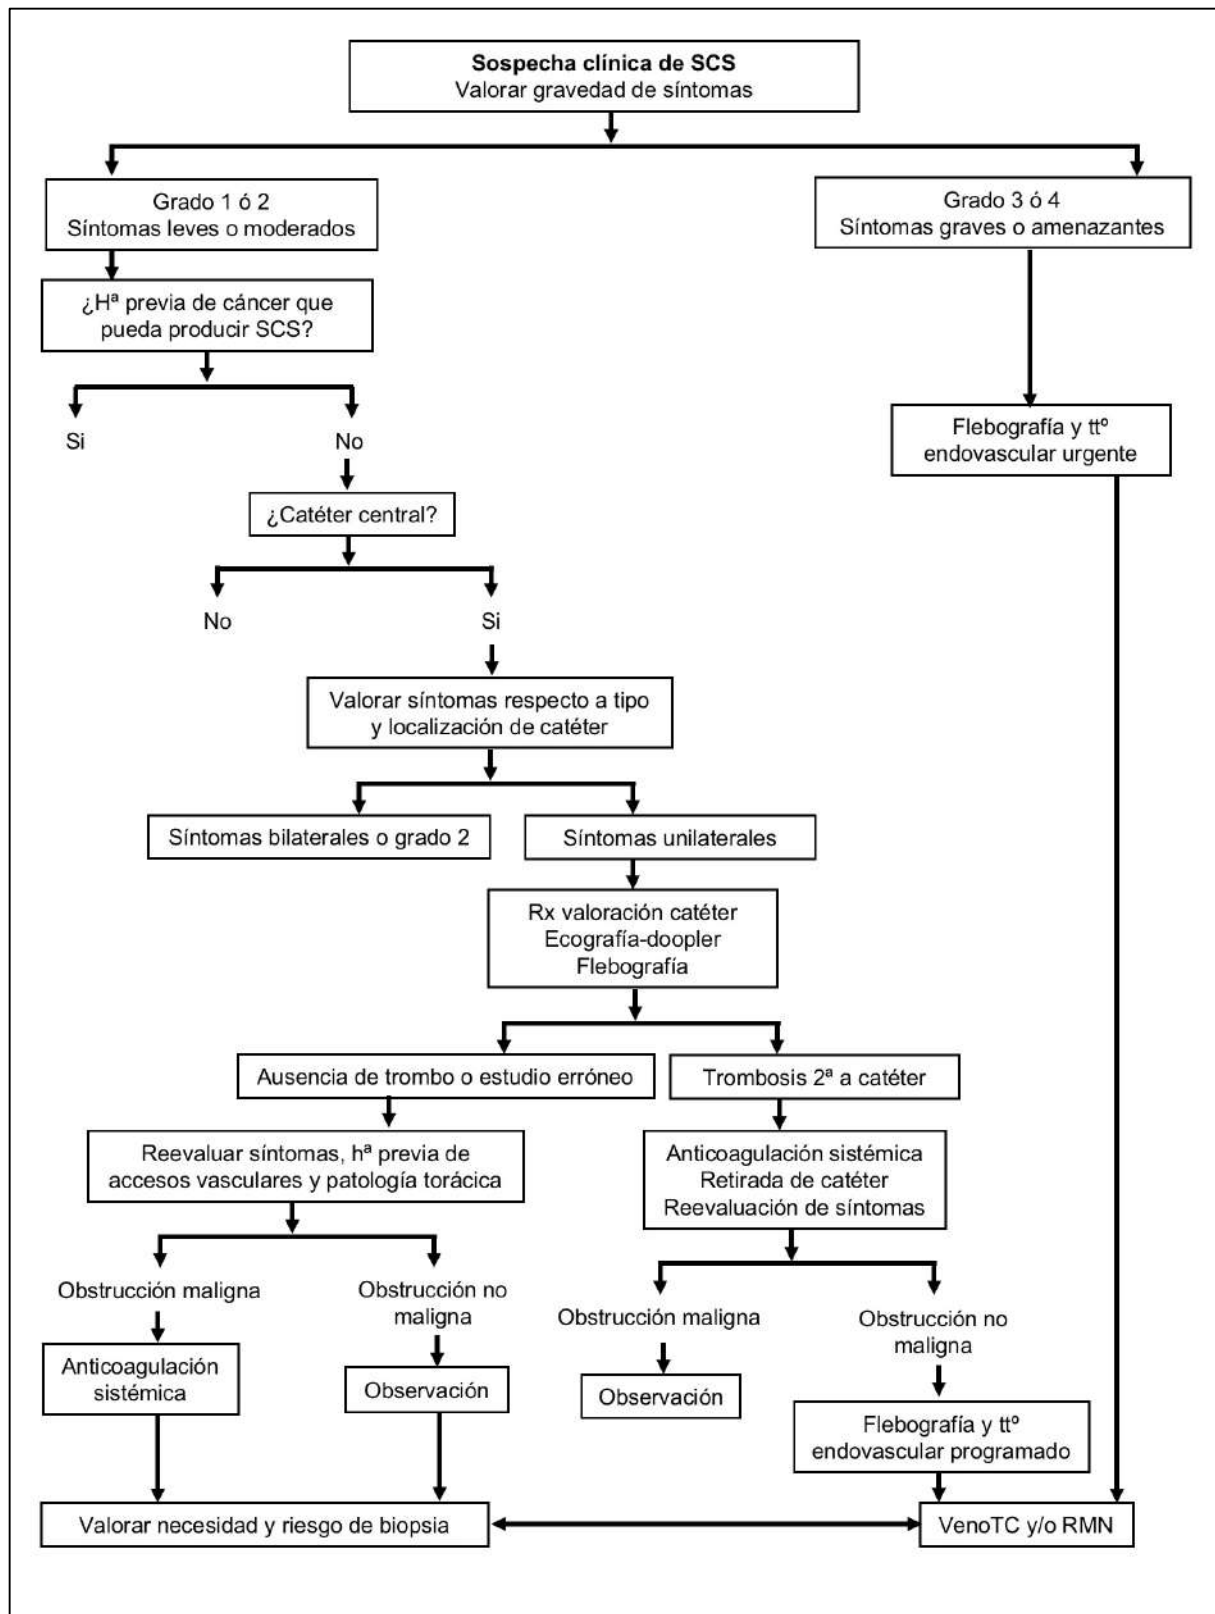 Sospecha clínica de SCS
Valorar gravedad de síntomas
Grado 1 ó 2
Síntomas leves o moderados
Grado 3 ó 4
Síntomas graves o amenazantes
¿Hª previa de cáncer que
pueda producir SCS?
Si
No
Flebografía y ttº
endovascular urgente
¿Catéter central?
No
Si
Valorar síntomas respecto a tipo
y localización de catéter
Síntomas bilaterales o grado 2
Síntomas unilaterales
Rx valoración catéter
Ecografía-doopler
Flebografía
Ausencia de trombo o estudio erróneo
Trombosis 2ª a catéter
Reevaluar síntomas, hª previa de
accesos vasculares y patología torácica
Anticoagulación sistémica
Retirada de catéter
Reevaluación de síntomas
Obstrucción maligna
Obstrucción no
maligna
Obstrucción maligna
Obstrucción no
maligna
Anticoagulación
sistémica
Observación
Observación
Flebografía y ttº
endovascular programado
Valorar necesidad y riesgo de biopsia
VenoTC y/o RMN